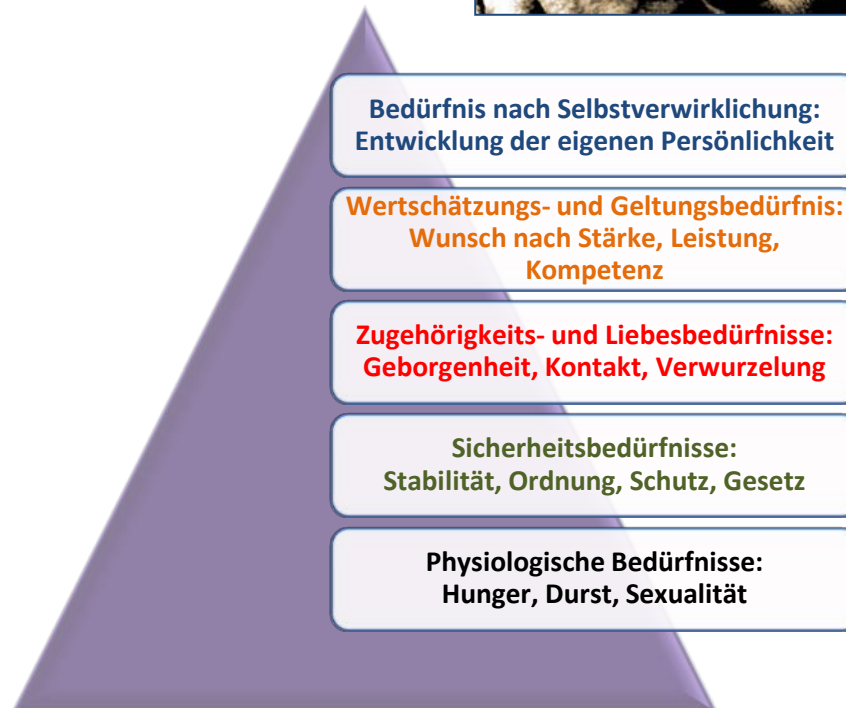 Bedürfnis nach Selbstverwirklichung:
Entwicklung der eigenen Persönlichkeit
Wertschätzungs- und Geltungsbedürfnis:
Wunsch nach Stärke, Leistung,
Kompetenz
Zugehörigkeits- und Liebesbedürfnisse:
Geborgenheit, Kontakt, Verwurzelung
Sicherheitsbedürfnisse:
Stabilität, Ordnung, Schutz, Gesetz
Physiologische Bedürfnisse:
Hunger, Durst, Sexualität